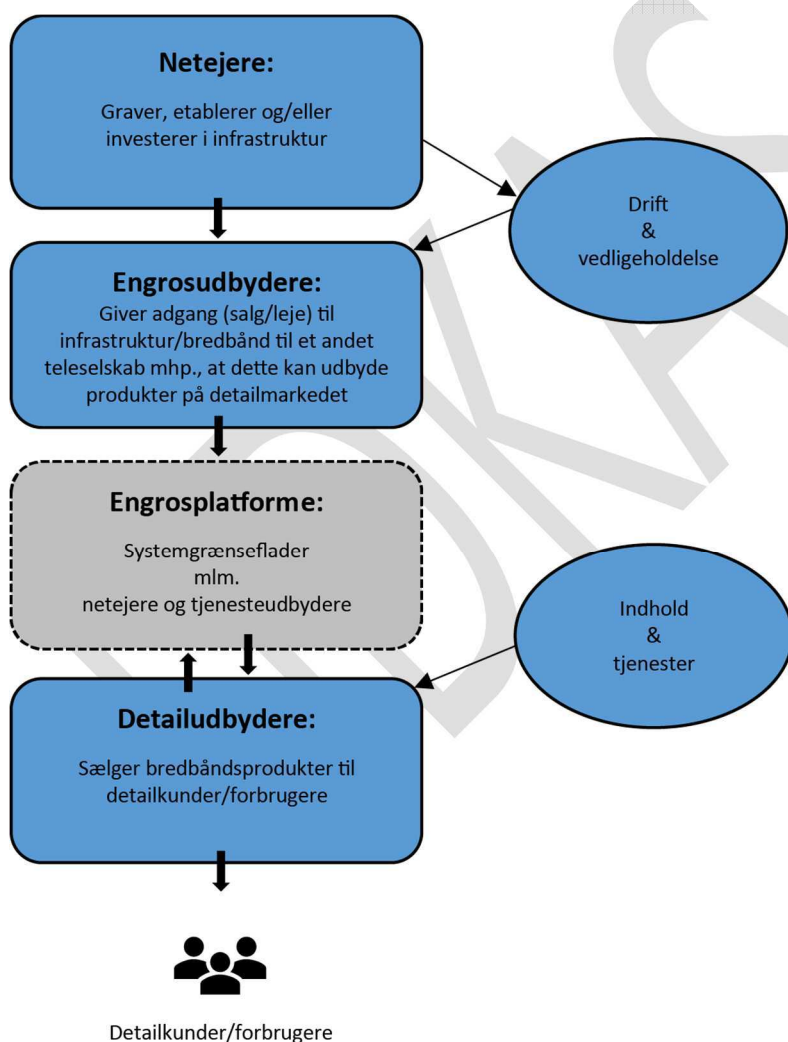 Netejere:
Graver, etablerer og/eller
investerer i infrastruktur
Drift
&
vedligeholdelse
Engrosudbydere:
Giver adgang (salg/leje) til
infrastruktur/bredbånd til et andet
teleselskab mhp., at dette kan udbyde
produkter på detailmarkedet
Engrosplatforme:
Systemgrænseflader
mlm.
netejere og tjenesteudbydere
Indhold
&
tjenester
Detailudbydere:
Sælger bredbåndsprodukter til
detailkunder/forbrugere
Detailkunder/forbrugere